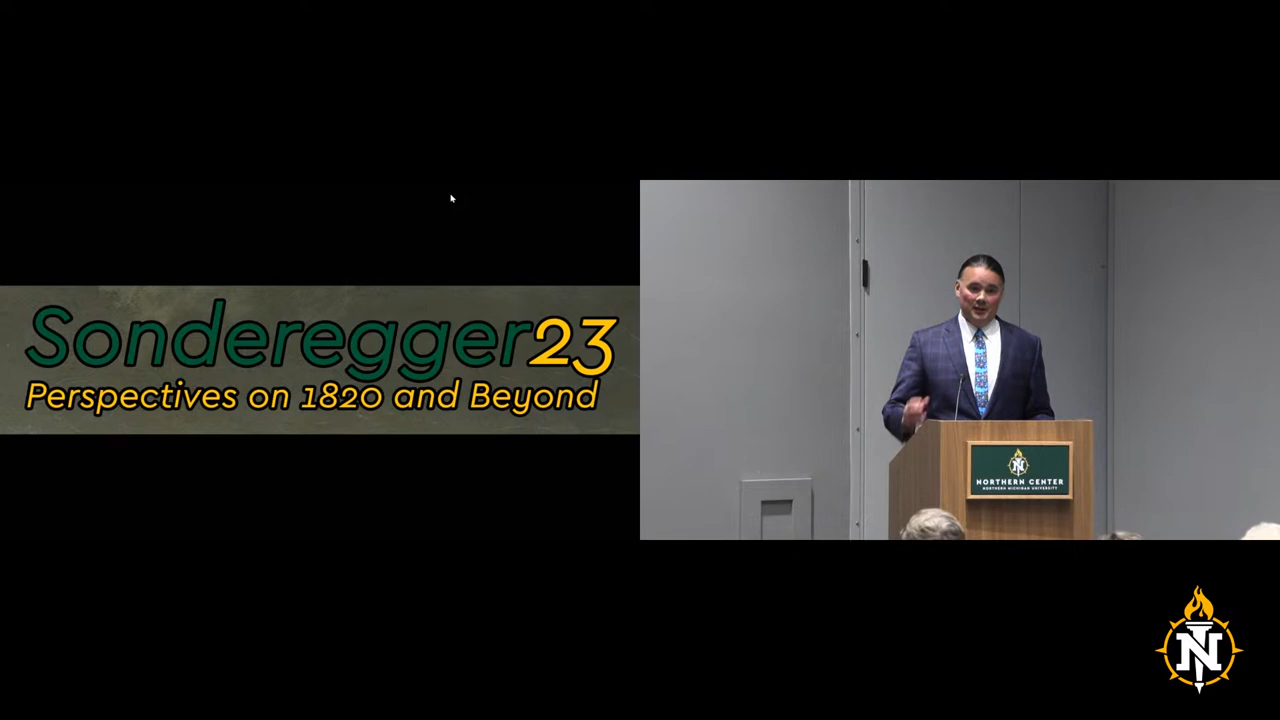 Sonderegger23
Perspectives on 1820 and Beyond
NORTHERN CENTER
NORTHERN MICHIGAN UNIVERSITY
N